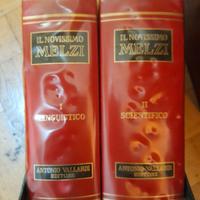 IL NOVISSIMO
MELZI
I
LINGUISTICO
ANTONIO VALLARDI
EDITORE
IL NOVISSIMO
MELZI
II
SCIENTIFICO
ANTONIO VALLARDI
EDITORE